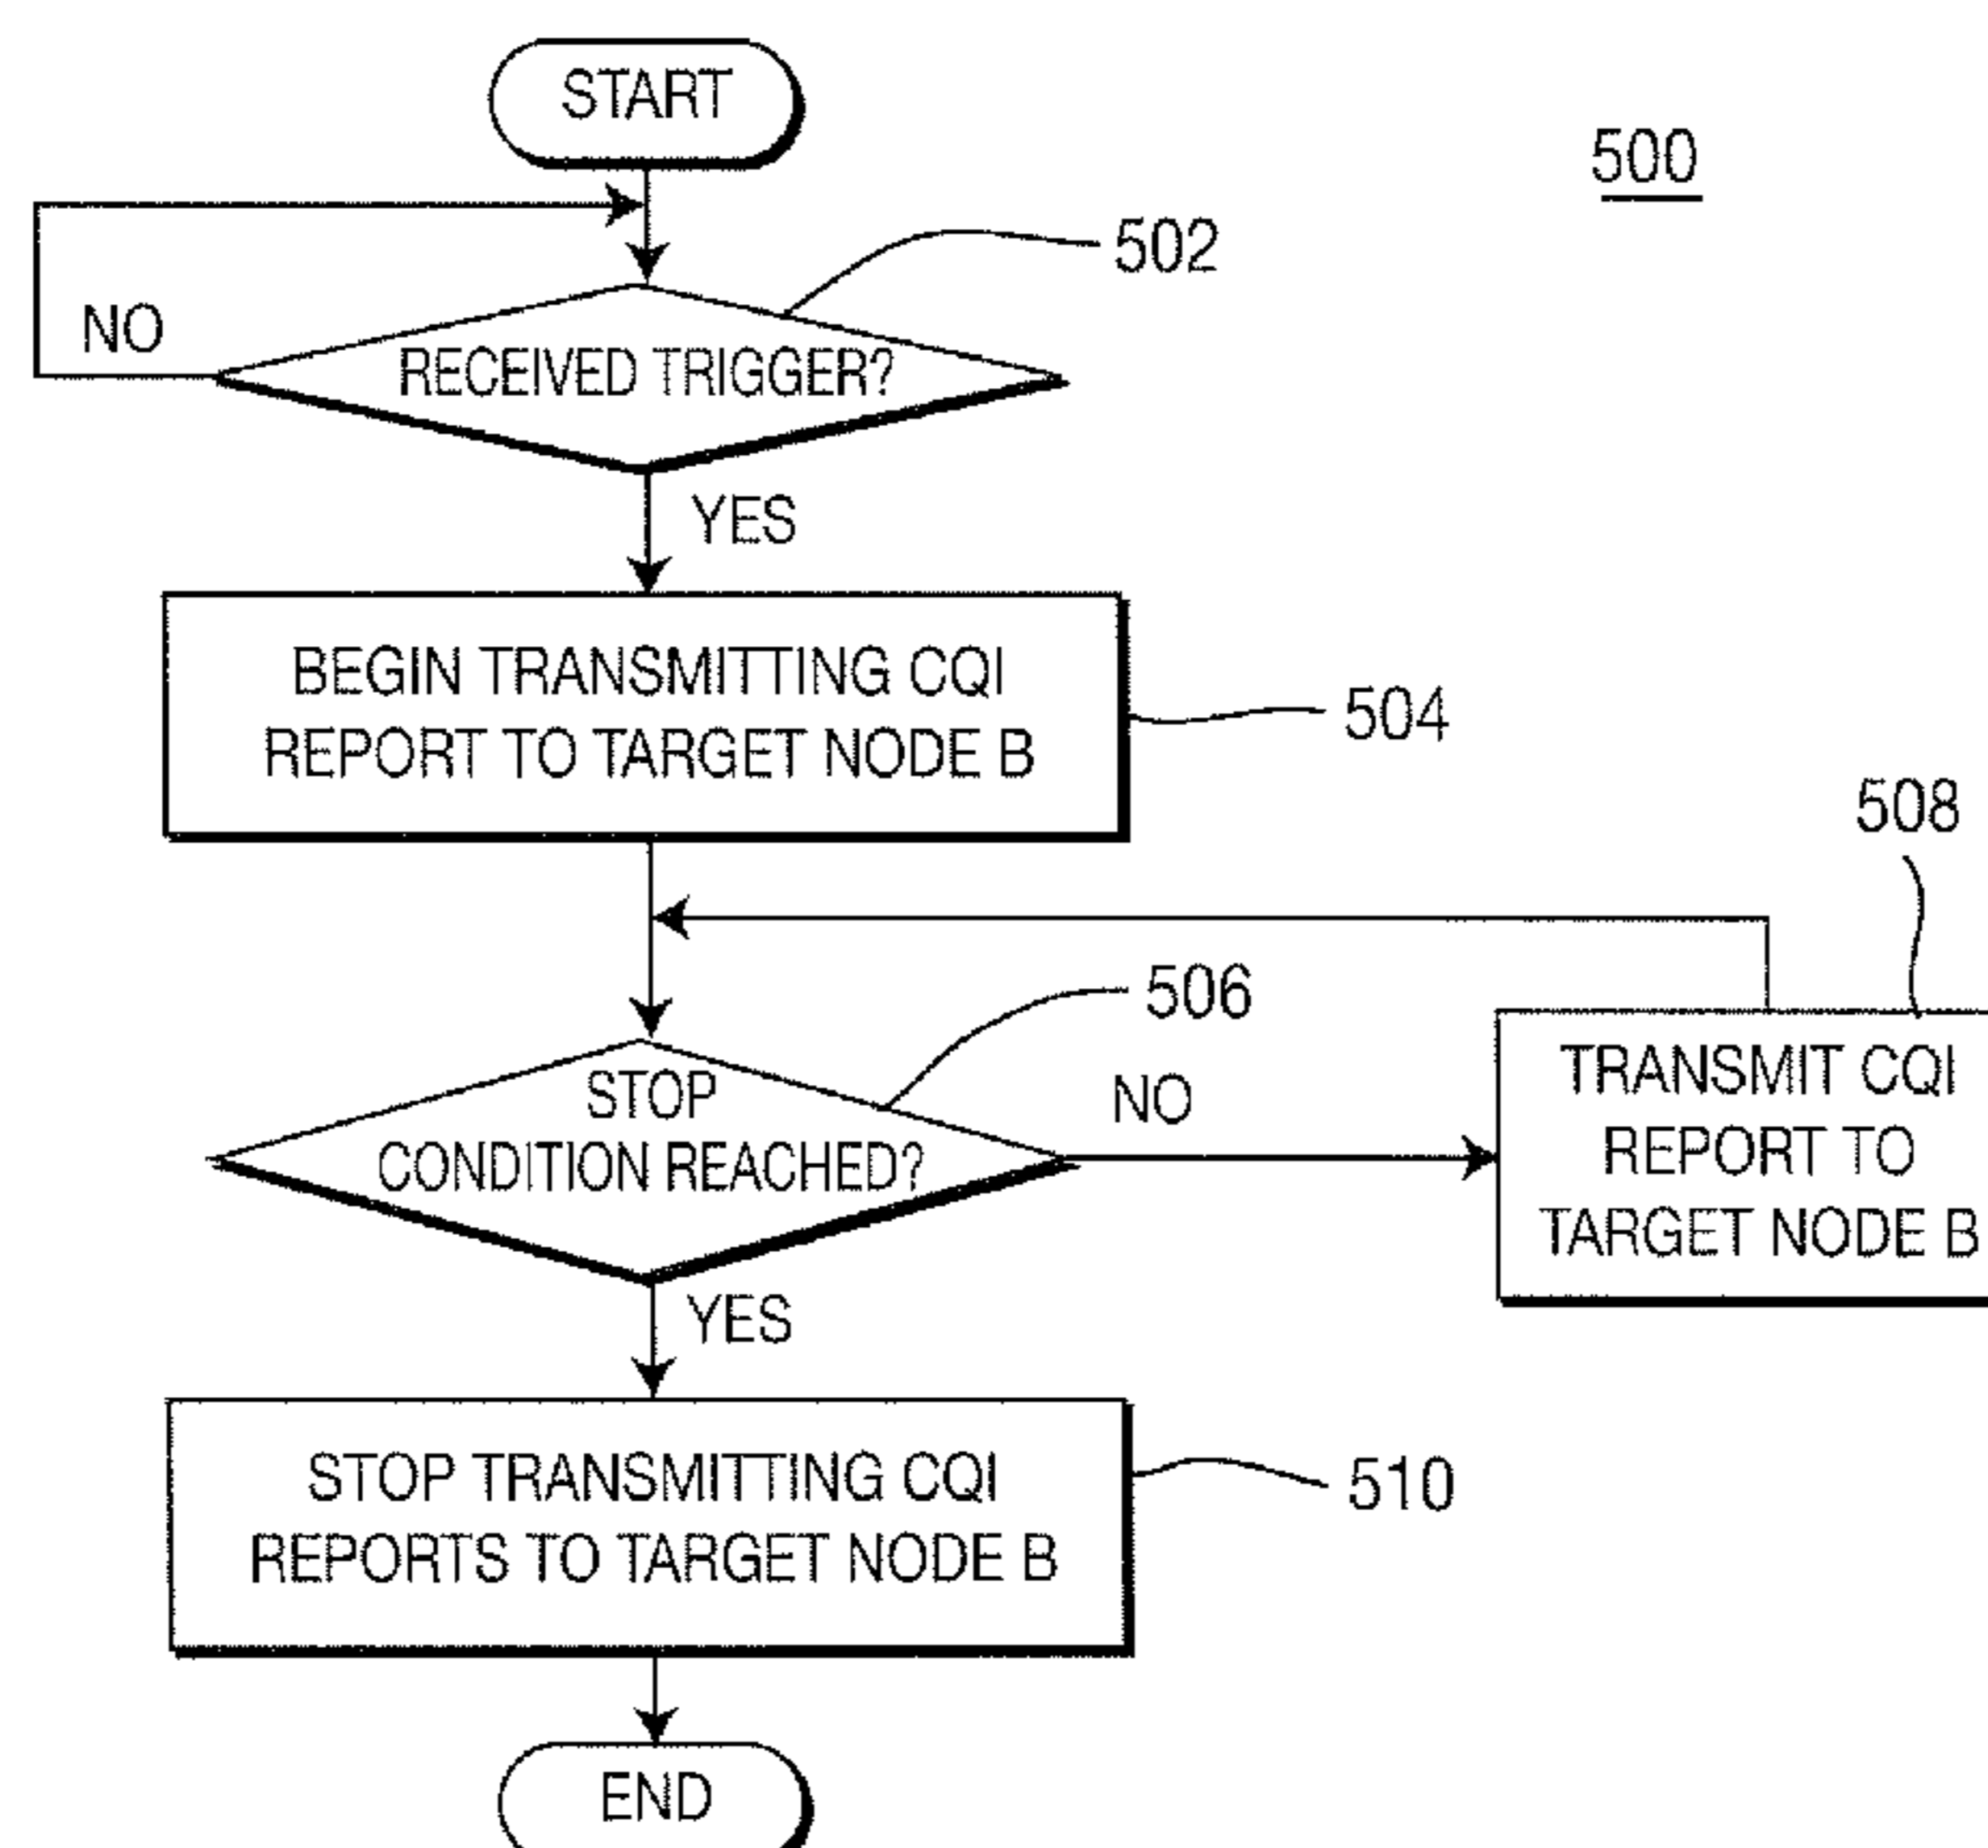 START
500
502
NO
RECEIVED TRIGGER?
YES
BEGIN TRANSMITTING CQI
REPORT TO TARGET NODE B
504
508
506
STOP
CONDITION REACHED?
NO
TRANSMIT CQI
REPORT TO
TARGET NODE B
YES
STOP TRANSMITTING CQI
REPORTS TO TARGET NODE B
510
END